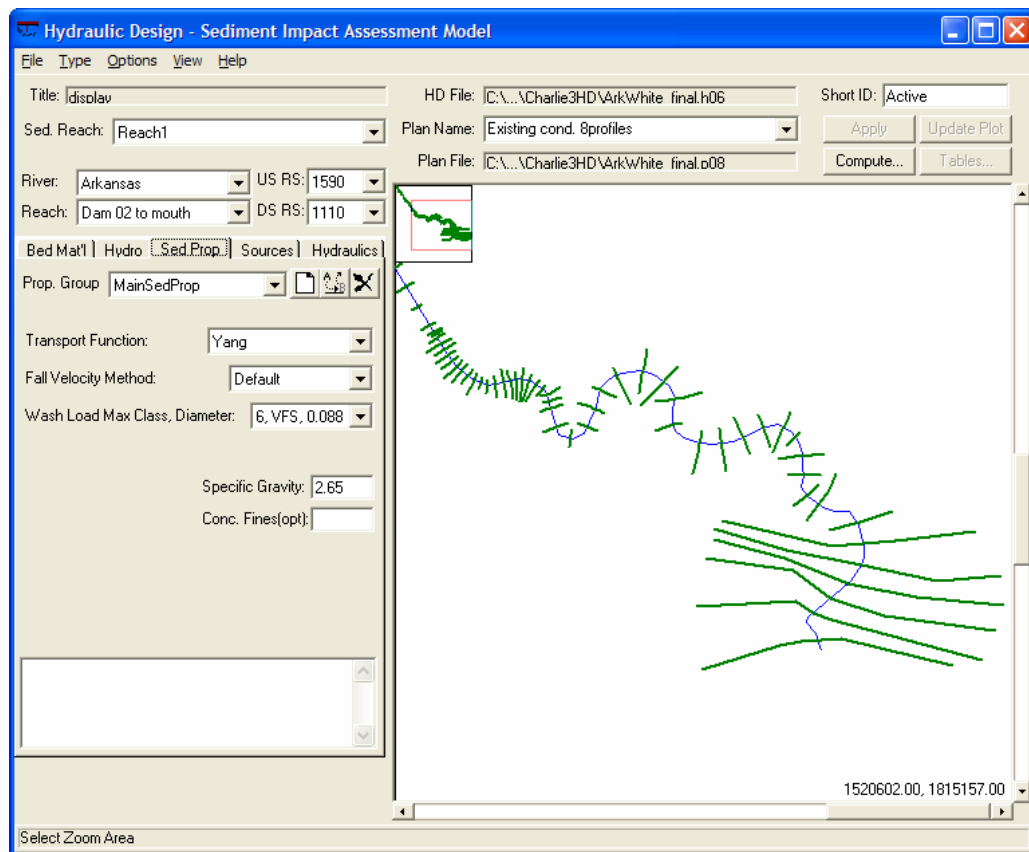 Hydraulic Design - Sediment Impact Assessment Model
File Type Options View Help
Title: display HD File: C:\...\Charlie3HD\ArkWhite_final.h06 Short ID: Active
Sed. Reach: Reach1 Plan Name: Existing cond. 8profiles Apply Update Plot
Plan File: C:\...\Charlie3HD\ArkWhite_final.p08 Compute... Tables...
River: Arkansas US RS: 1590
Reach: Dam 02 to mouth DS RS: 1110
Bed Mat'l Hydro Sed Prop. Sources Hydraulics
Prop. Group MainSedProp
Transport Function: Yang
Fall Velocity Method: Default
Wash Load Max Class, Diameter: 6, VFS, 0.088
Specific Gravity: 2.65
Conc. Fines(opt):
1520602.00, 1815157.00
Select Zoom Area